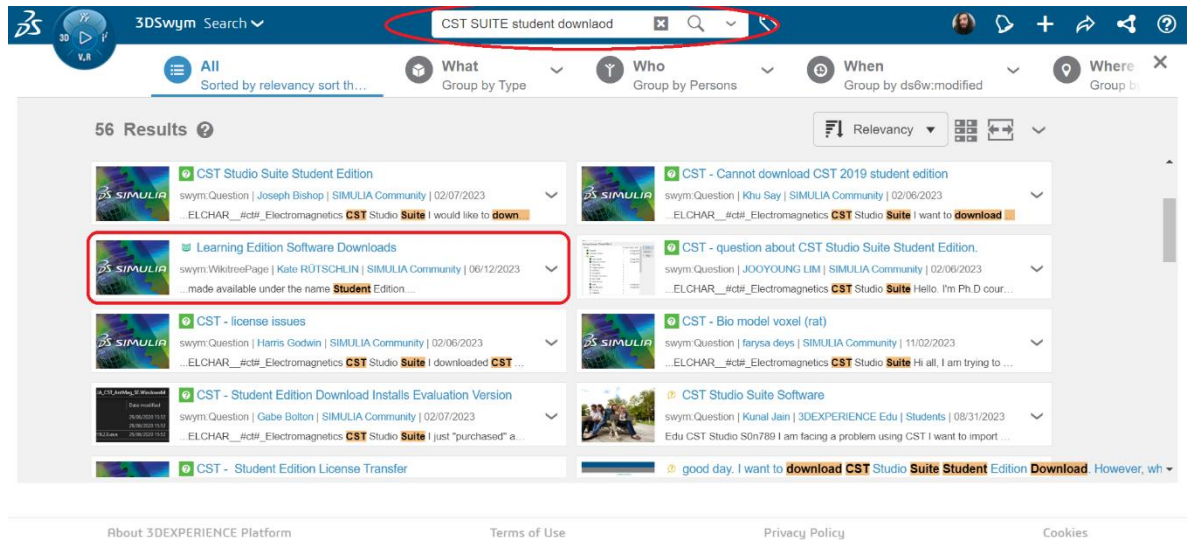 3DSwym Search
CST SUITE student downlaod
3D
V.R
i'
All
Sorted by relevancy sort th...
What
Group by Type
Who
Group by Persons
When
Group by ds6w:modified
Where
Group by
56 Results
Relevancy
CST Studio Suite Student Edition
swym:Question | Joseph Bishop | SIMULIA Community | 02/07/2023
...ELCHAR__#ct#_Electromagnetics CST Studio Suite I would like to down...
CST - Cannot download CST 2019 student edition
swym:Question | Khu Say | SIMULIA Community | 02/06/2023
...ELCHAR__#ct#_Electromagnetics CST Studio Suite I want to download ...
Learning Edition Software Downloads
swym:WikitreePage | Kate RÜTSCHLIN | SIMULIA Community | 06/12/2023
...made available under the name Student Edition....
CST - question about CST Studio Suite Student Edition.
swym:Question | JOOYOUNG LIM | SIMULIA Community | 02/06/2023
...ELCHAR__#ct#_Electromagnetics CST Studio Suite Hello. I'm Ph.D cour...
CST - license issues
swym:Question | Harris Godwin | SIMULIA Community | 02/06/2023
...ELCHAR__#ct#_Electromagnetics CST Studio Suite I downloaded CST ...
CST - Bio model voxel (rat)
swym:Question | farysa deys | SIMULIA Community | 11/02/2023
...ELCHAR__#ct#_Electromagnetics CST Studio Suite Hi all, I am trying to ...
CST - Student Edition Download Installs Evaluation Version
swym:Question | Gabe Bolton | SIMULIA Community | 02/07/2023
...ELCHAR__#ct#_Electromagnetics CST Studio Suite I just "purchased" a...
CST Studio Suite Software
swym:Question | Kunal Jain | 3DEXPERIENCE Edu | Students | 08/31/2023
Edu CST Studio S0n789 I am facing a problem using CST I want to import ...
CST - Student Edition License Transfer
good day. I want to download CST Studio Suite Student Edition Download. However, wh
SIMULIA
SIMULIA
SIMULIA
SIMULIA
SIMULIA
Date modified
About 3DEXPERIENCE Platform
Terms of Use
Privacy Policy
Cookies